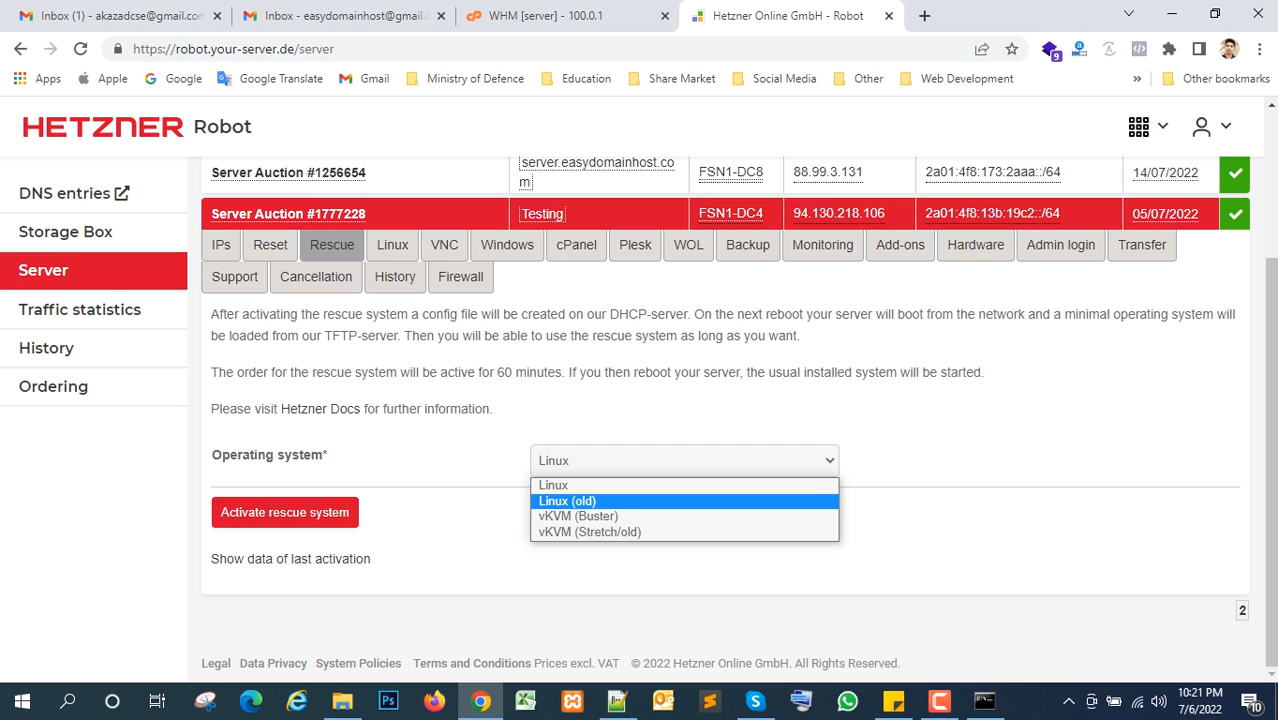 Inbox (1) - akazadcse@gmail.con
Inbox - easydomainhost@gmail.d
WHM [server] - 100.0.1
Hetzner Online GmbH - Robot
https://robot.your-server.de/server
9
Apps
Apple
Google
Google Translate
Gmail
Ministry of Defence
Education
Share Market
Social Media
Other
Web Development
»
Other bookmarks
HETZNER Robot
DNS entries
Storage Box
Server
Traffic statistics
History
Ordering
Server Auction #1256654
server.easydomainhost.co
m
FSN1-DC8
88.99.3.131
2a01:4f8:173:2aaa::/64
14/07/2022
Server Auction #1777228
Testing
FSN1-DC4
94.130.218.106
2a01:4f8:13b:19c2::/64
05/07/2022
IPs Reset Rescue Linux VNC Windows cPanel Plesk WOL Backup Monitoring Add-ons Hardware Admin login Transfer
Support Cancellation History Firewall
After activating the rescue system a config file will be created on our DHCP-server. On the next reboot your server will boot from the network and a minimal operating system will
be loaded from our TFTP-server. Then you will be able to use the rescue system as long as you want.
The order for the rescue system will be active for 60 minutes. If you then reboot your server, the usual installed system will be started.
Please visit Hetzner Docs for further information.
Operating system*
Linux
Linux
Linux (old)
vKVM (Buster)
vKVM (Stretch/old)
Activate rescue system
Show data of last activation
2
Legal Data Privacy System Policies Terms and Conditions Prices excl. VAT © 2022 Hetzner Online GmbH. All Rights Reserved.
10:21 PM
7/6/2022
10